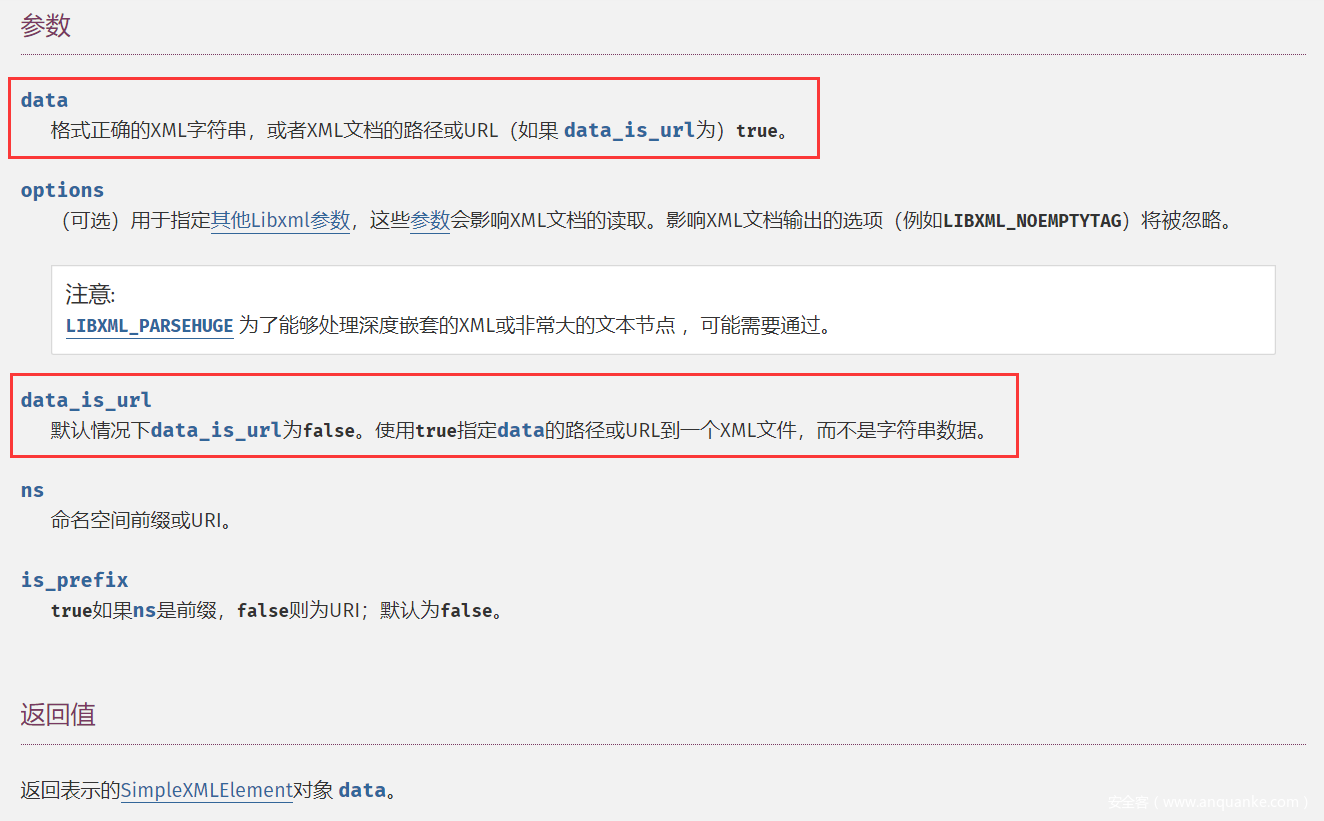 参数
data
格式正确的XML字符串，或者XML文档的路径或URL（如果 data_is_url为）true。
options
（可选）用于指定其他Libxml参数，这些参数会影响XML文档的读取。影响XML文档输出的选项（例如LIBXML_NOEMPTYTAG）将被忽略。
注意:
LIBXML_PARSEHUGE 为了能够处理深度嵌套的XML或非常大的文本节点 ，可能需要通过。
data_is_url
默认情况下data_is_url为false。使用true指定data的路径或URL到一个XML文件，而不是字符串数据。
ns
命名空间前缀或URI。
is_prefix
true如果ns是前缀，false则为URI；默认为false。
返回值
返回表示的SimpleXMLElement对象 data。
安全客（www.anquanke.com）